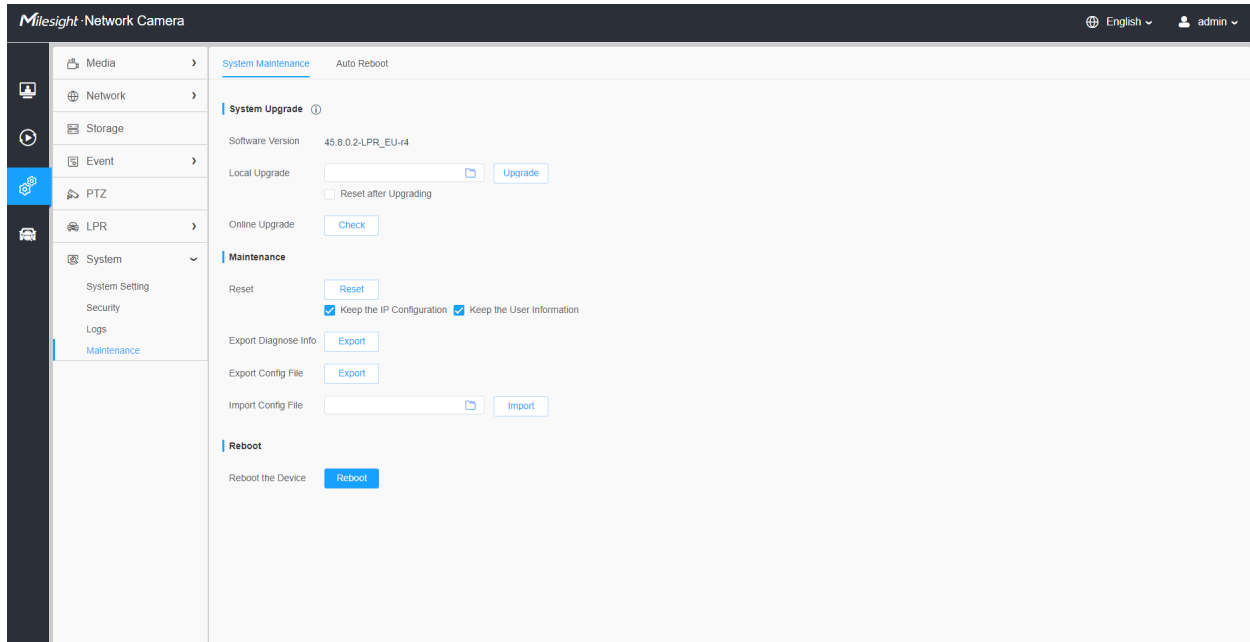 Milesight·Network Camera
English
admin
Media
Network
Storage
Event
PTZ
LPR
System
System Setting
Security
Logs
Maintenance
System Maintenance Auto Reboot
System Upgrade
Software Version 45.8.0.2-LPR_EU-r4
Local Upgrade Upgrade
Reset after Upgrading
Online Upgrade Check
Maintenance
Reset Reset
Keep the IP Configuration Keep the User Information
Export Diagnose Info Export
Export Config File Export
Import Config File Import
Reboot
Reboot the Device Reboot